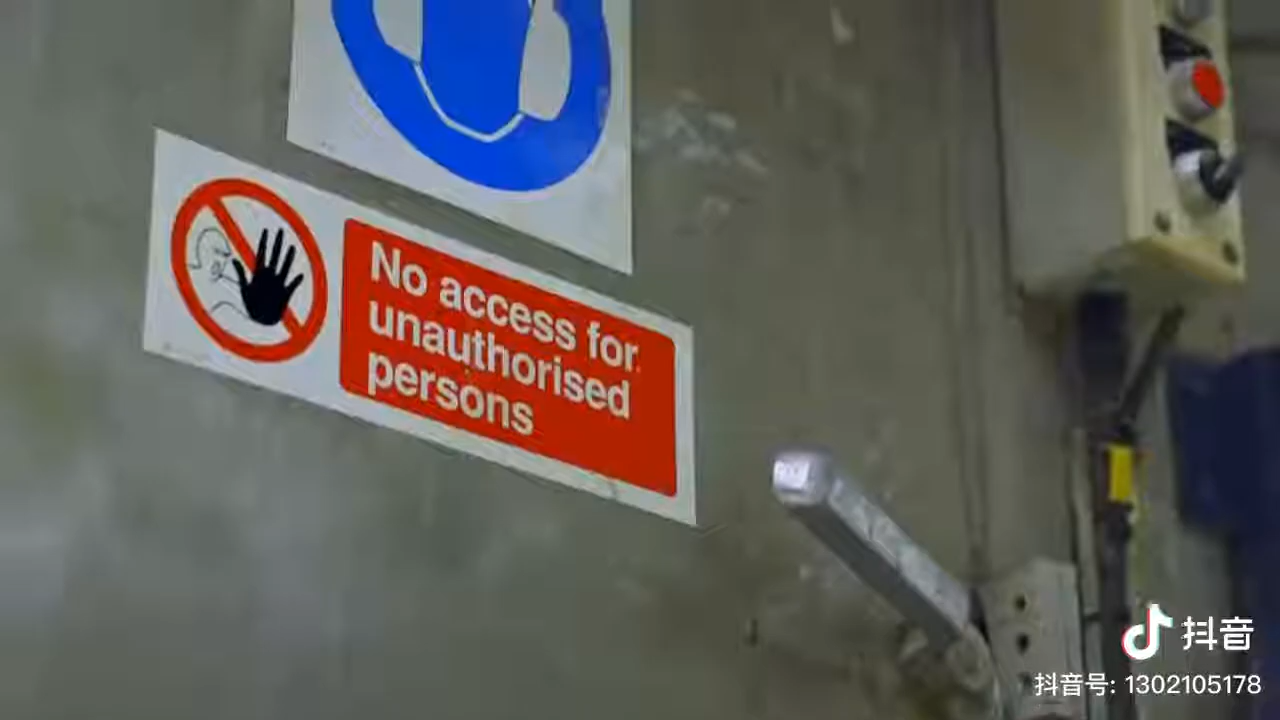 No access for
unauthorised
persons
抖音
抖音号: 1302105178